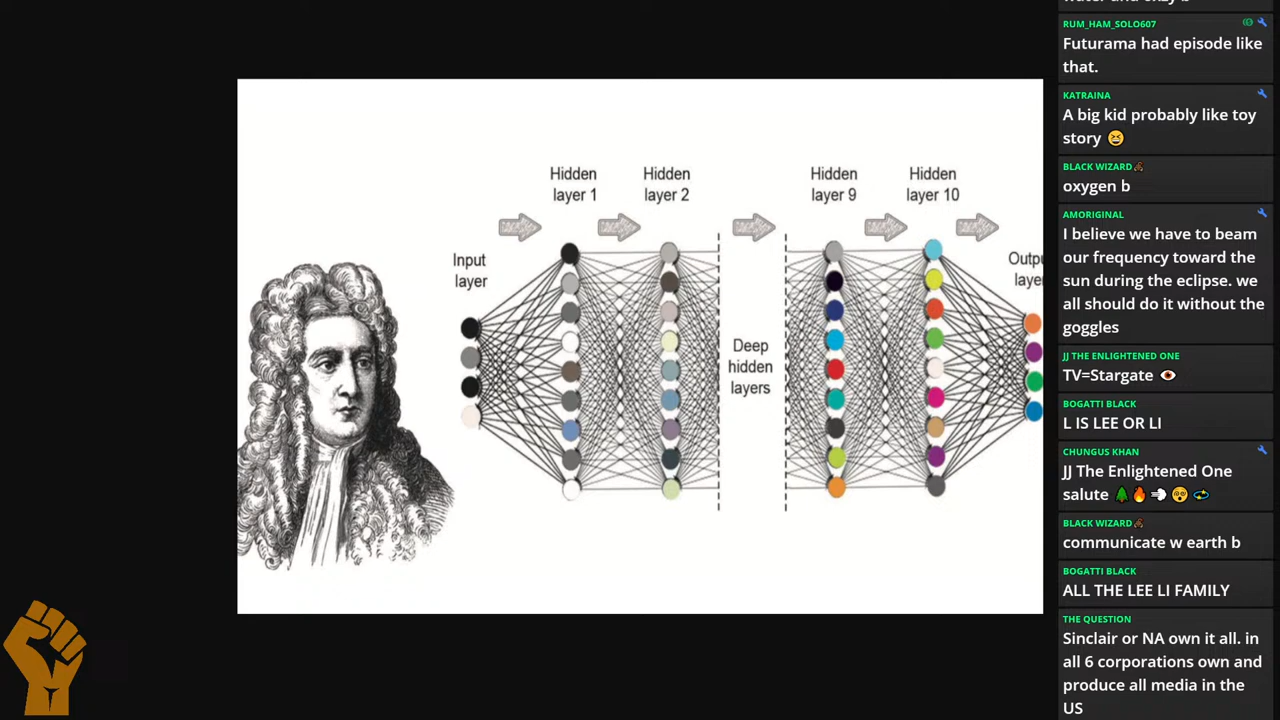 Hidden
layer 1
Hidden
layer 2
Hidden
layer 9
Hidden
layer 10
Input
layer
Deep
hidden
layers
RUM_HAM_SOLO607
Futurama had episode like
that.
KATRAINA
A big kid probably like toy
story 😆
BLACK WIZARD
oxygen b
AMORIGINAL
I believe we have to beam
our frequency toward the
sun during the eclipse. we
all should do it without the
goggles
JJ THE ENLIGHTENED ONE
TV=Stargate 👁
BOGATTI BLACK
L IS LEE OR LI
CHUNGUS KHAN
JJ The Enlightened One
salute 🌲🔥💨😵‍💫💫
BLACK WIZARD
communicate w earth b
BOGATTI BLACK
ALL THE LEE LI FAMILY
THE QUESTION
Sinclair or NA own it all. in
all 6 corporations own and
produce all media in the
US